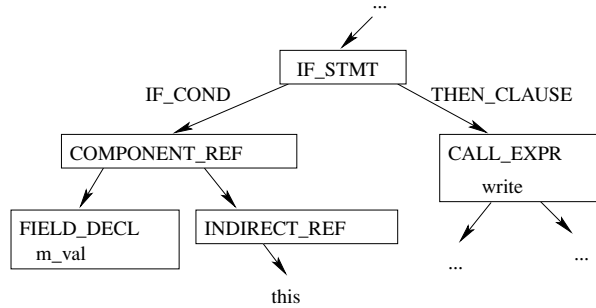 ...
IF_STMT
IF_COND
THEN_CLAUSE
COMPONENT_REF
CALL_EXPR
write
FIELD_DECL
m_val
INDIRECT_REF
...
...
this